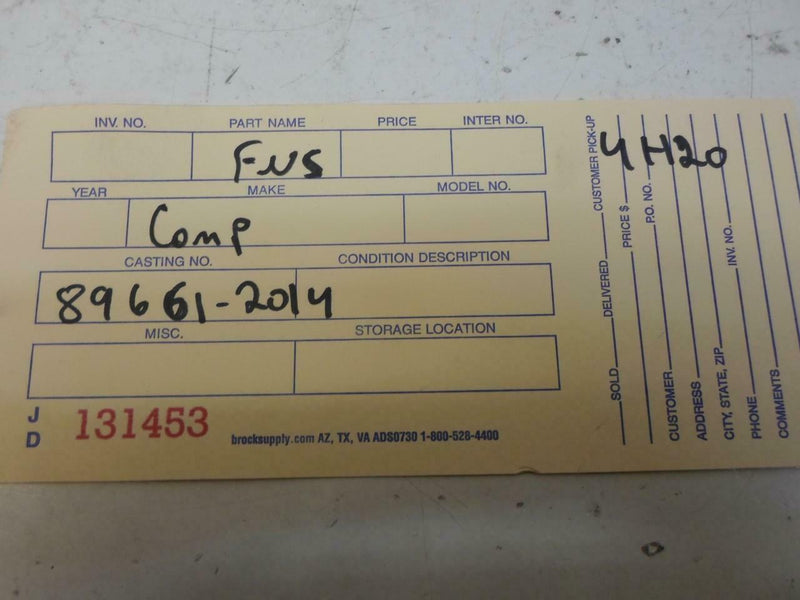 INV. NO. PART NAME PRICE INTER NO.
FNS
YEAR MAKE MODEL NO.
Comp
CASTING NO. CONDITION DESCRIPTION
89661-2014
MISC. STORAGE LOCATION
J
D
131453
brocksupply.com AZ, TX, VA ADS0730 1-800-528-4400
4H20
SOLD DELIVERED CUSTOMER PICK-UP
PRICE $
P.O. NO.
CUSTOMER
ADDRESS
CITY, STATE, ZIP INV. NO.
PHONE
COMMENTS